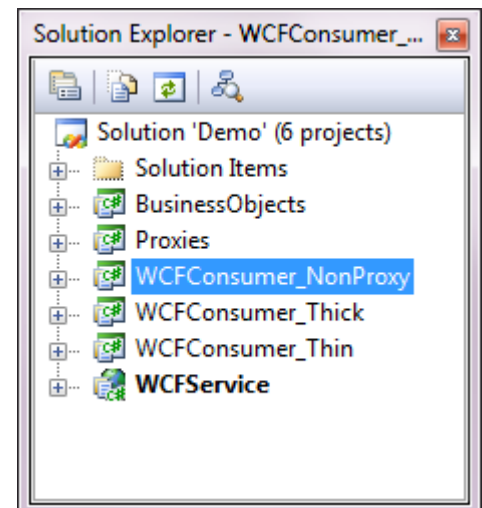 Solution Explorer - WCFConsumer_...
Solution 'Demo' (6 projects)
Solution Items
BusinessObjects
Proxies
WCFConsumer_NonProxy
WCFConsumer_Thick
WCFConsumer_Thin
WCFService